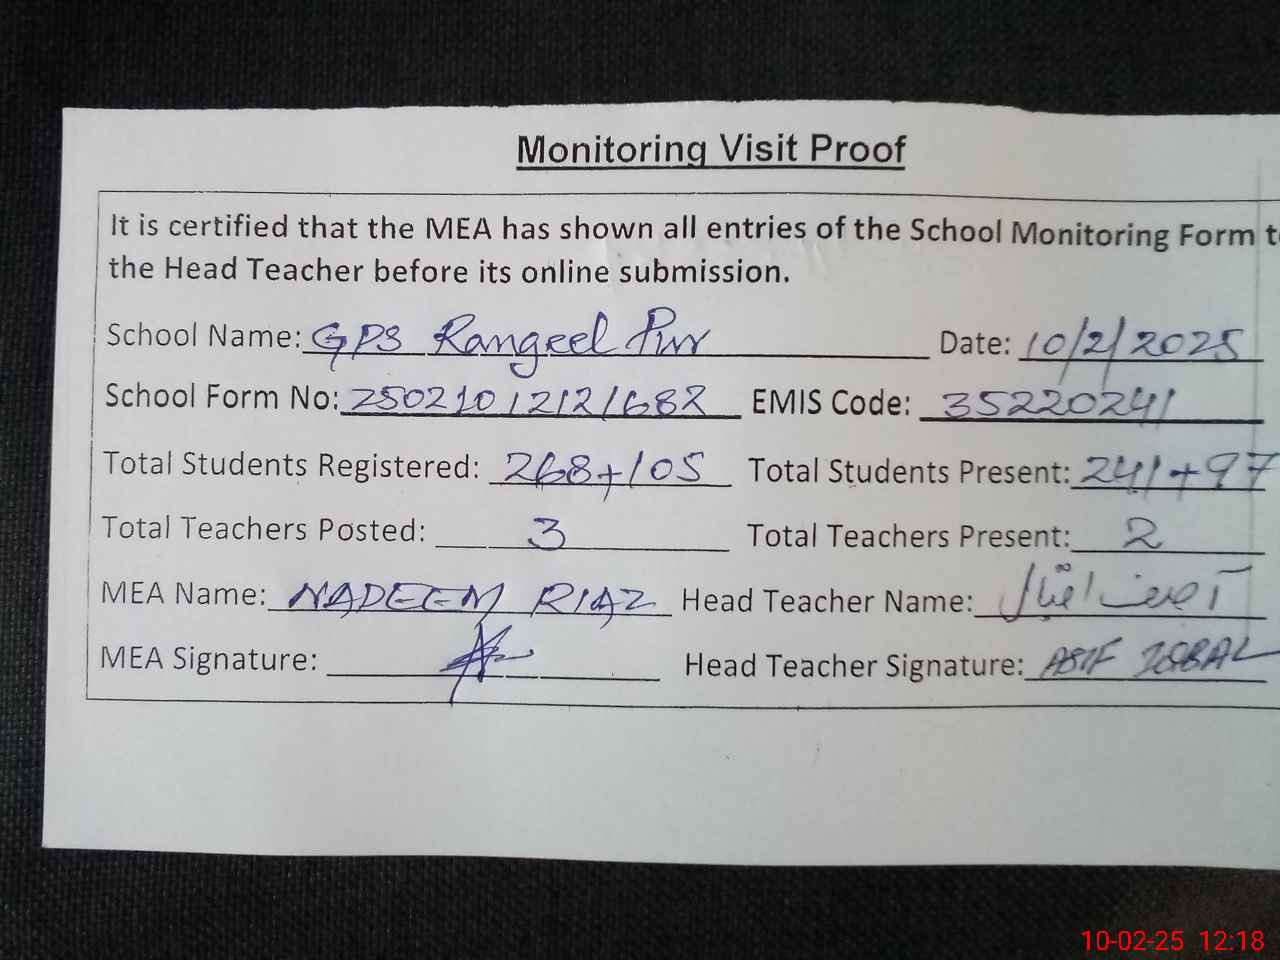 Monitoring Visit Proof
It is certified that the MEA has shown all entries of the School Monitoring Form to
the Head Teacher before its online submission.
School Name: GPS Rangeel Pur Date: 10/2/2025
School Form No: 25021012121682 EMIS Code: 35220241
Total Students Registered: 268+105 Total Students Present: 241+97
Total Teachers Posted: 3 Total Teachers Present: 2
MEA Name: NADEEM RIAZ Head Teacher Name: آصف اقبال
MEA Signature: Head Teacher Signature: ASIF IQBAL
10-02-25 12:18